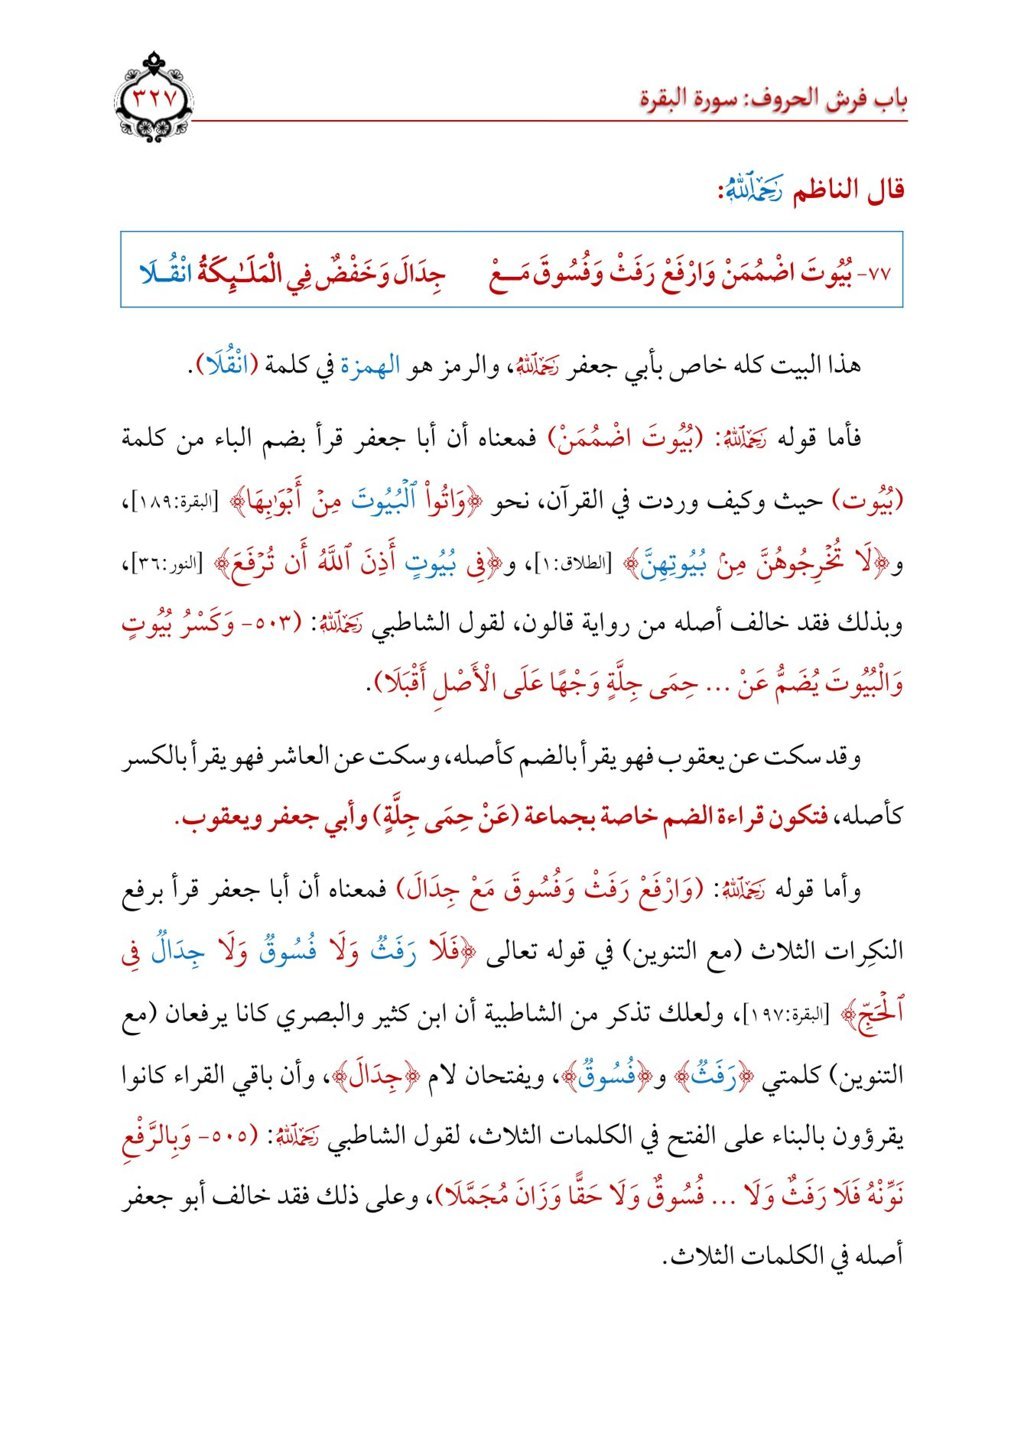 باب فرش الحروف: سورة البقرة
٣٢٧
قال الناظم رَحِمَهُ ٱللَّهُ:
٧٧- بُيُوتَ اضْمُمَنْ وَارْفَعْ رَفَثْ وَفُسُوقَ مَــعْ جِدَالَ وَخَفْضٌ فِي الْمَلَـٰٓئِكَةُ انْقُـلَا
هذا البيت كله خاص بأبي جعفر رَحِمَهُ ٱللَّهُ، والرمز هو الهمزة في كلمة (انْقُلَا).
فأما قوله رَحِمَهُ ٱللَّهُ: (بُيُوتَ اضْمُمَنْ) فمعناه أن أبا جعفر قرأ بضم الباء من كلمة
(بُيُوت) حيث وكيف وردت في القرآن، نحو ﴿وَاتُواْ ٱلْبُيُوتَ مِنْ أَبْوَٰبِهَا﴾ [البقرة:١٨٩]،
و﴿لَا تُخْرِجُوهُنَّ مِنۢ بُيُوتِهِنَّ﴾ [الطلاق:١]، و﴿فِى بُيُوتٍ أَذِنَ ٱللَّهُ أَن تُرْفَعَ﴾ [النور:٣٦]،
وبذلك فقد خالف أصله من رواية قالون، لقول الشاطبي رَحِمَهُ ٱللَّهُ: (٥٠٣- وَكَسْرُ بُيُوتٍ
وَالْبُيُوتَ يُضَمُّ عَنْ ... حِمَى جِلَّةٍ وَجْهًا عَلَى الْأَصْلِ أَقْبَلَا).
وقد سكت عن يعقوب فهو يقرأ بالضم كأصله، وسكت عن العاشر فهو يقرأ بالكسر
كأصله، فتكون قراءة الضم خاصة بجماعة (عَنْ حِمَى جِلَّةٍ) وأبي جعفر ويعقوب.
وأما قوله رَحِمَهُ ٱللَّهُ: (وَارْفَعْ رَفَثْ وَفُسُوقَ مَعْ جِدَالَ) فمعناه أن أبا جعفر قرأ برفع
النكِرات الثلاث (مع التنوين) في قوله تعالى ﴿فَلَا رَفَثٌ وَلَا فُسُوقٌ وَلَا جِدَالٌ فِى
ٱلْحَجِّ﴾ [البقرة:١٩٧]، ولعلك تذكر من الشاطبية أن ابن كثير والبصري كانا يرفعان (مع
التنوين) كلمتي ﴿رَفَثٌ﴾ و﴿فُسُوقٌ﴾، ويفتحان لام ﴿جِدَالَ﴾، وأن باقي القراء كانوا
يقرؤون بالبناء على الفتح في الكلمات الثلاث، لقول الشاطبي رَحِمَهُ ٱللَّهُ: (٥٠٥- وَبِالرَّفْعِ
نَوِّنْهُ فَلَا رَفَثٌ وَلَا ... فُسُوقٌ وَلَا حَقًّا وَزَانَ مُجَمَّلَا)، وعلى ذلك فقد خالف أبو جعفر
أصله في الكلمات الثلاث.